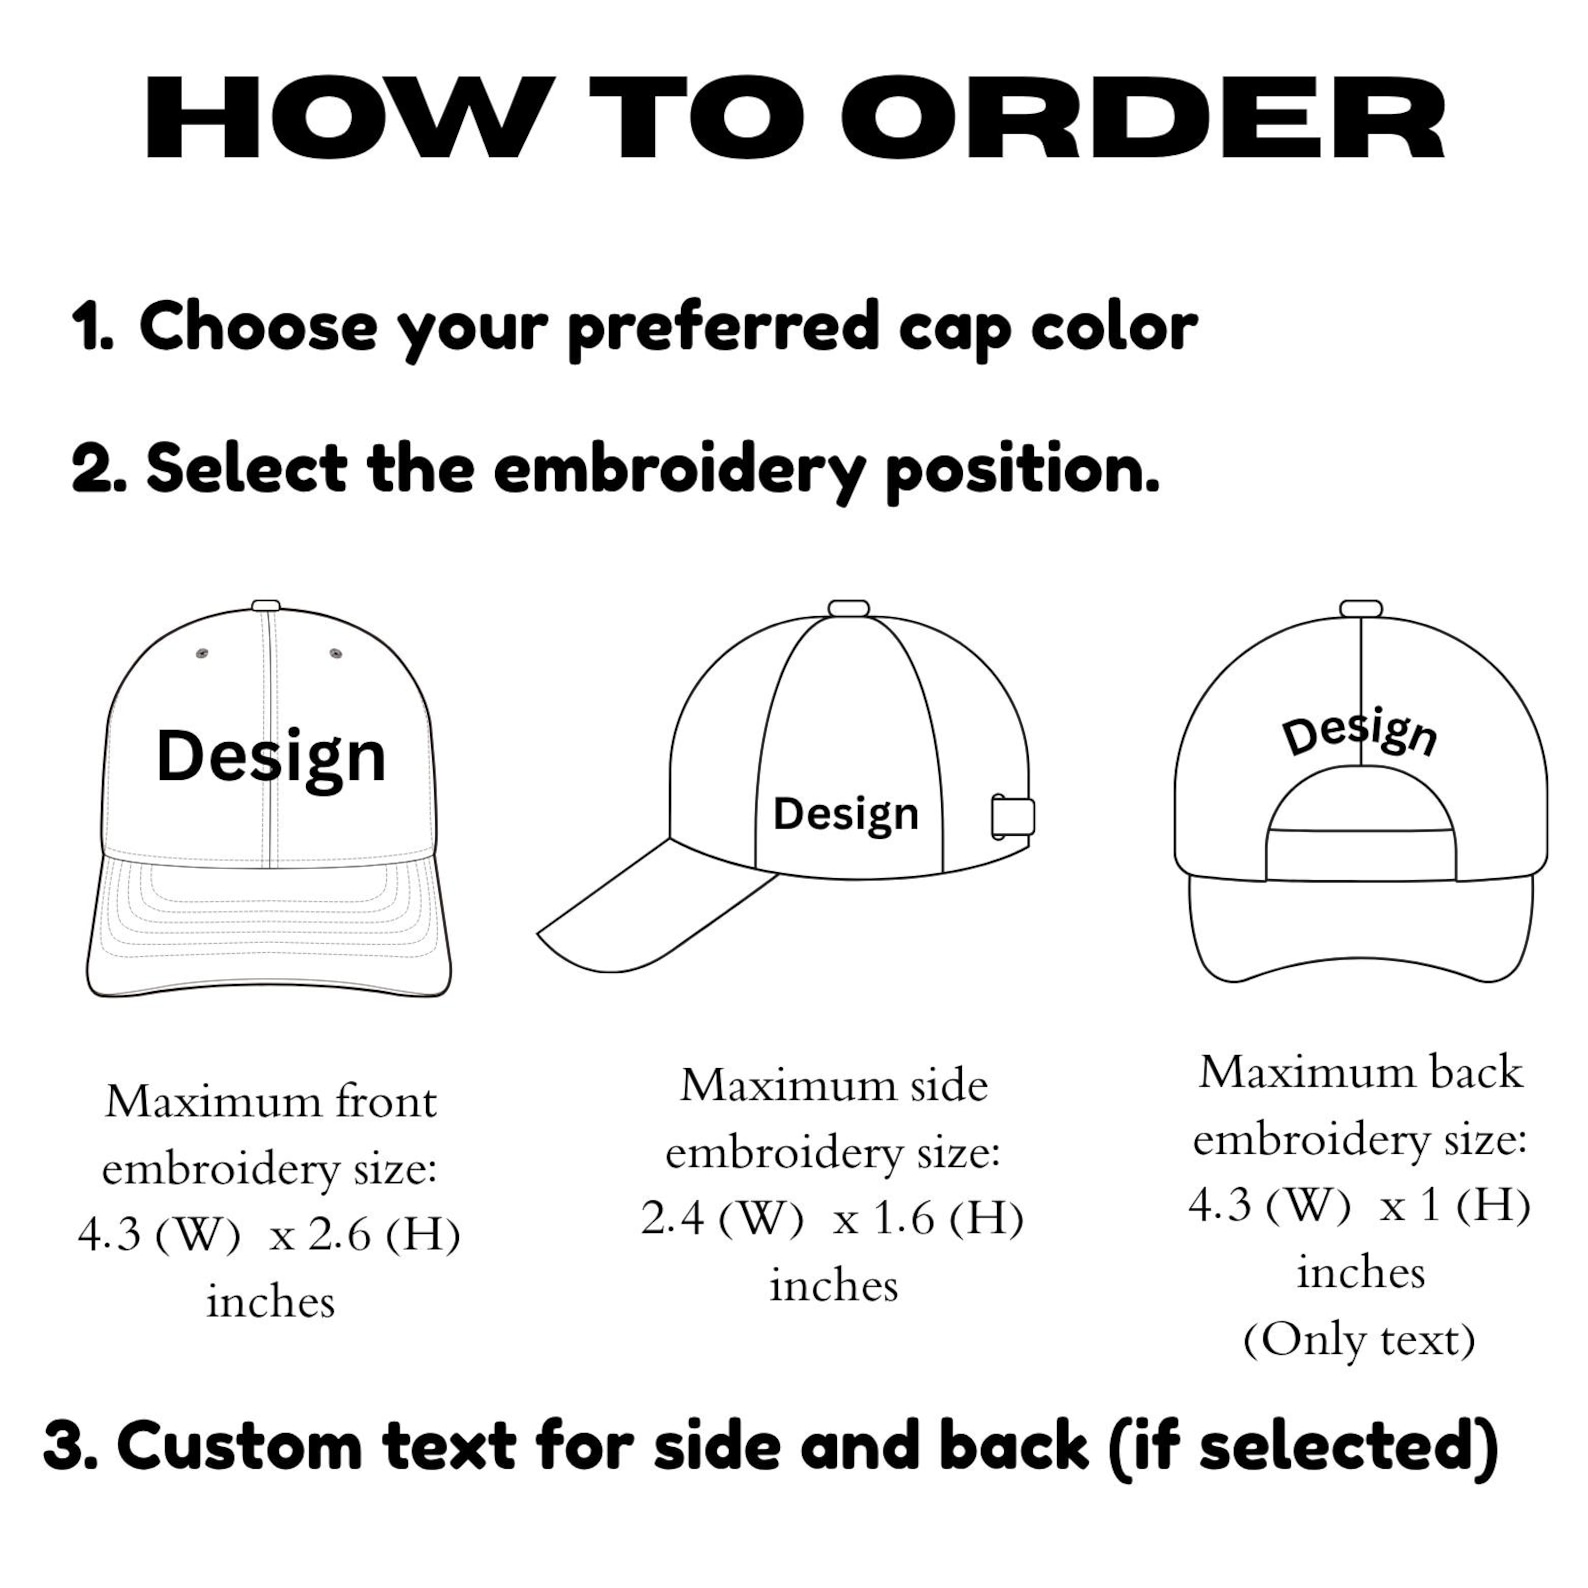 HOW TO ORDER
1. Choose your preferred cap color
2. Select the embroidery position.
Design
Design
Design
Maximum front
embroidery size:
4.3 (W)  x 2.6 (H)
inches
Maximum side
embroidery size:
2.4 (W)  x 1.6 (H)
inches
Maximum back
embroidery size:
4.3 (W)  x 1 (H)
inches
(Only text)
3. Custom text for side and back (if selected)